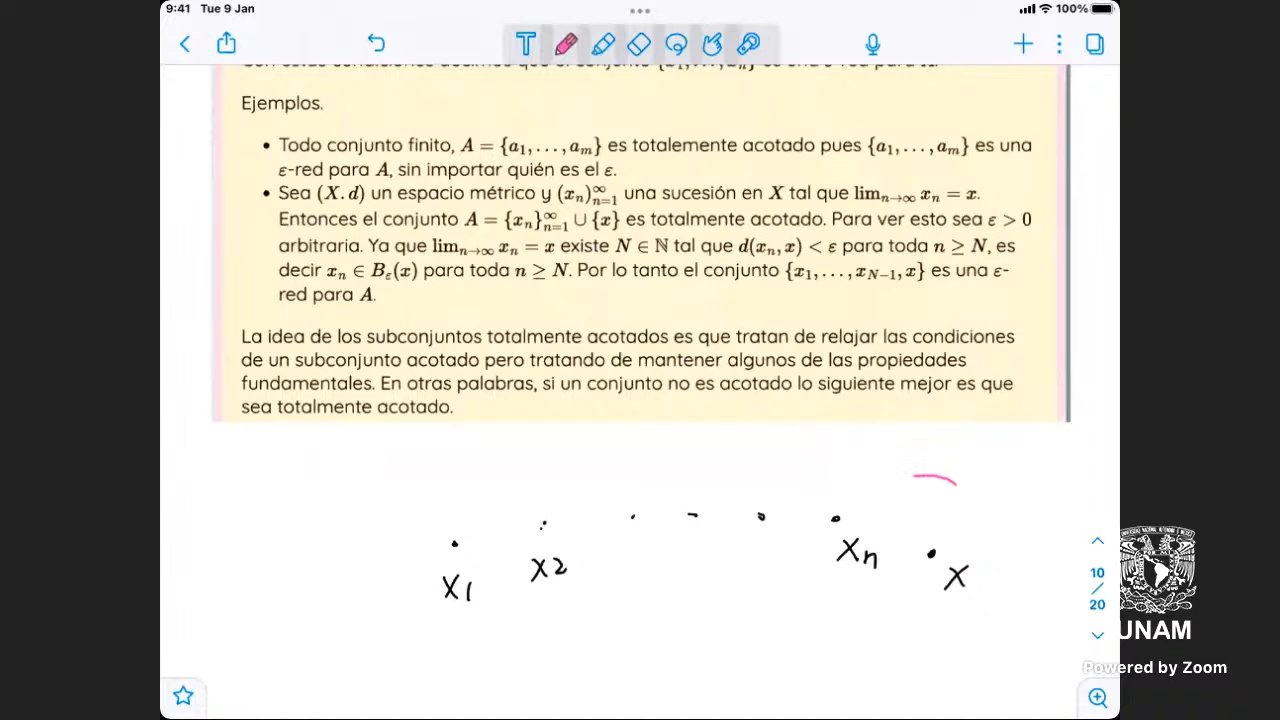 9:41 Tue 9 Jan
100%
Ejemplos.
• Todo conjunto finito, A = {a₁, …, aₘ} es totalemente acotado pues {a₁, …, aₘ} es una
ε-red para A, sin importar quién es el ε.
• Sea (X.d) un espacio métrico y (xₙ)ₙ₌₁^∞ una sucesión en X tal que limₙ→∞ xₙ = x.
Entonces el conjunto A = {xₙ}ₙ₌₁^∞ ∪ {x} es totalmente acotado. Para ver esto sea ε > 0
arbitraria. Ya que limₙ→∞ xₙ = x existe N ∈ ℕ tal que d(xₙ, x) < ε para toda n ≥ N, es
decir xₙ ∈ B_ε(x) para toda n ≥ N. Por lo tanto el conjunto {x₁, …, x_{N−1}, x} es una ε-
red para A.
La idea de los subconjuntos totalmente acotados es que tratan de relajar las condiciones
de un subconjunto acotado pero tratando de mantener algunos de las propiedades
fundamentales. En otras palabras, si un conjunto no es acotado lo siguiente mejor es que
sea totalmente acotado.
x₁ x₂ xₙ x
10
/
20
UNAM
Powered by Zoom